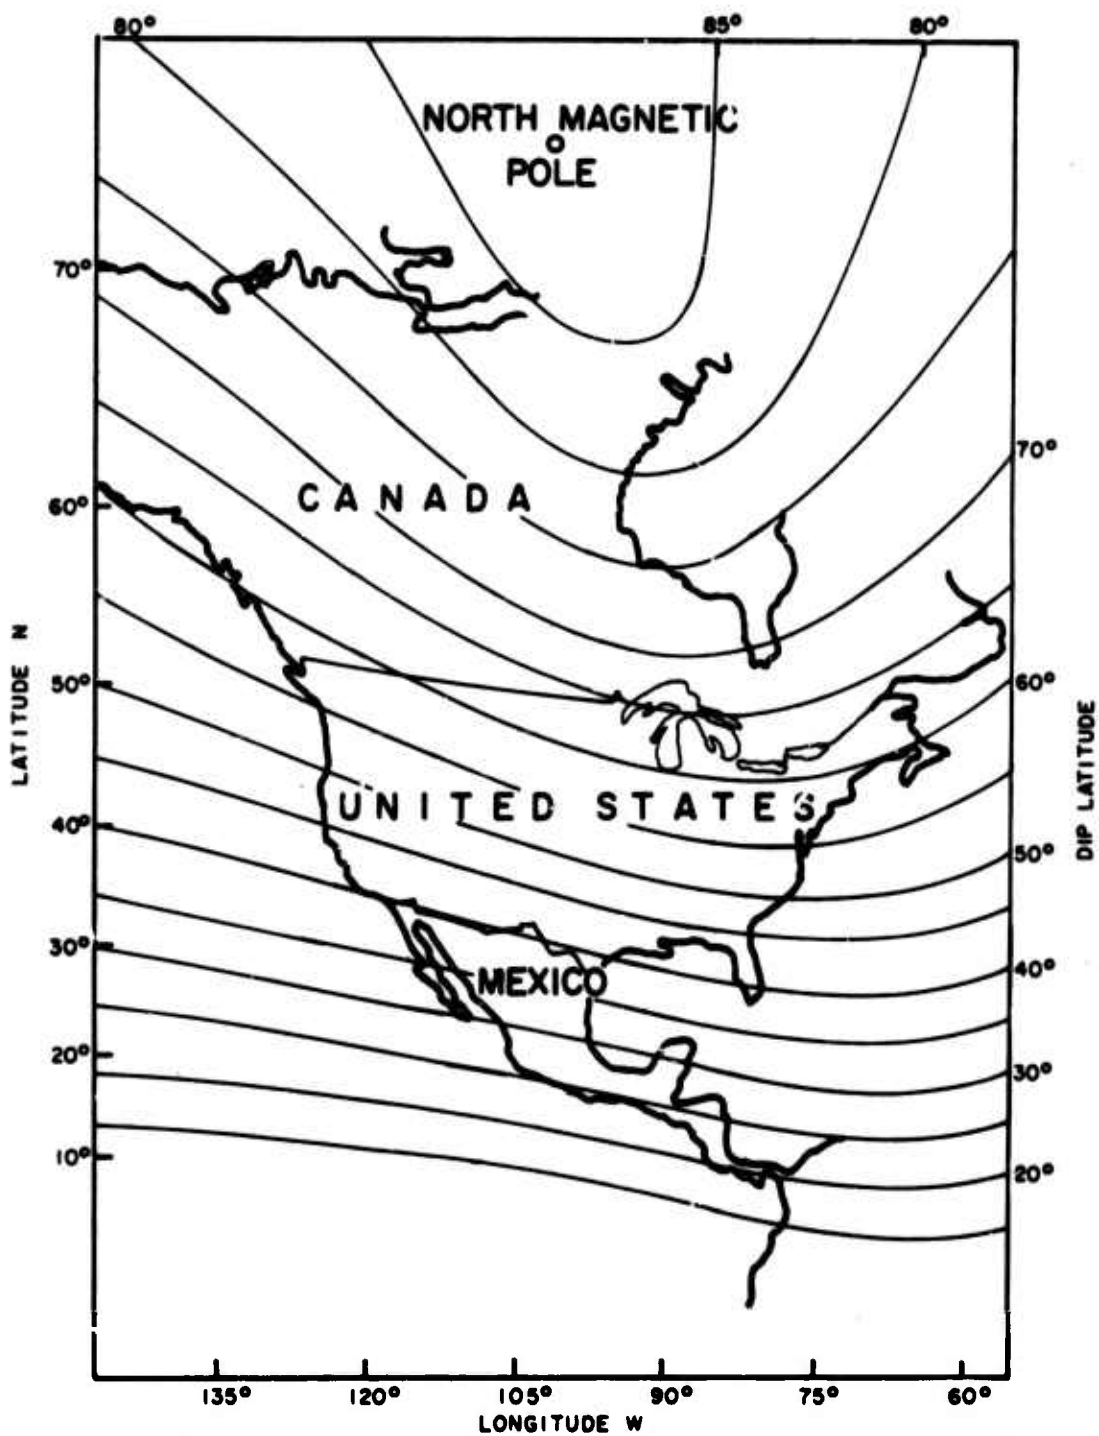 80° 85° 80°
NORTH MAGNETIC
POLE
70°
70°
CANADA
60°
LATITUDE N
50°
60°
DIP LATITUDE
UNITED STATES
40°
50°
30°
40°
MEXICO
20°
30°
10°
20°
135° 120° 105° 90° 75° 60°
LONGITUDE W